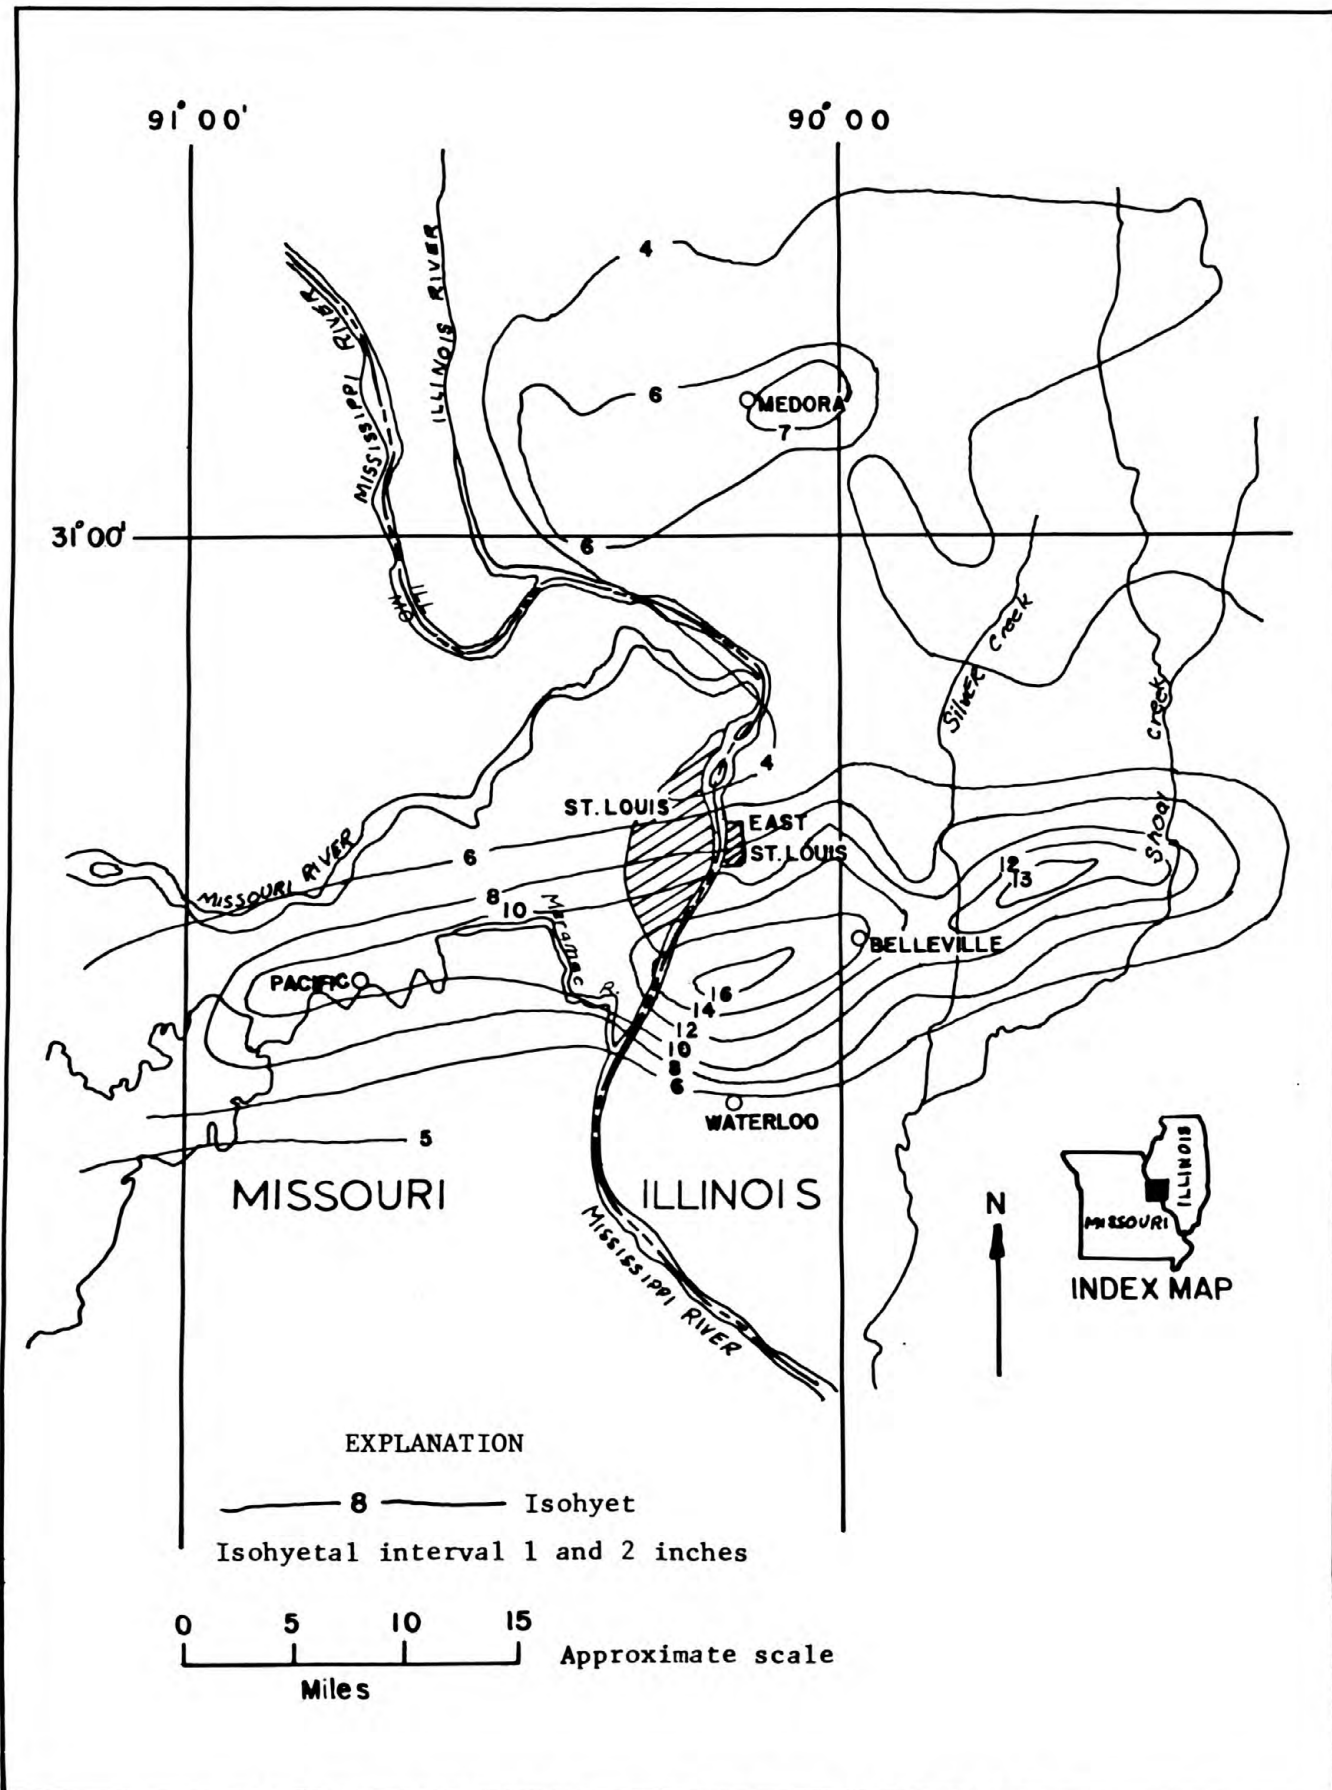 91° 00'
90° 00
ILLINOIS RIVER
4
MISSISSIPPI RIVER
6
MEDORA
7
31° 00'
6
MO
ILL
Silver Creek
Shoal Creek
4
ST. LOUIS
EAST
ST. LOUIS
6
MISSOURI RIVER
12
13
8
10
Meramec R.
BELLEVILLE
PACIFIC
16
14
12
10
8
6
WATERLOO
5
MISSOURI
ILLINOIS
MISSISSIPPI RIVER
N
ILLINOIS
MISSOURI
INDEX MAP
EXPLANATION
8 Isohyet
Isohyetal interval 1 and 2 inches
0 5 10 15
Approximate scale
Miles